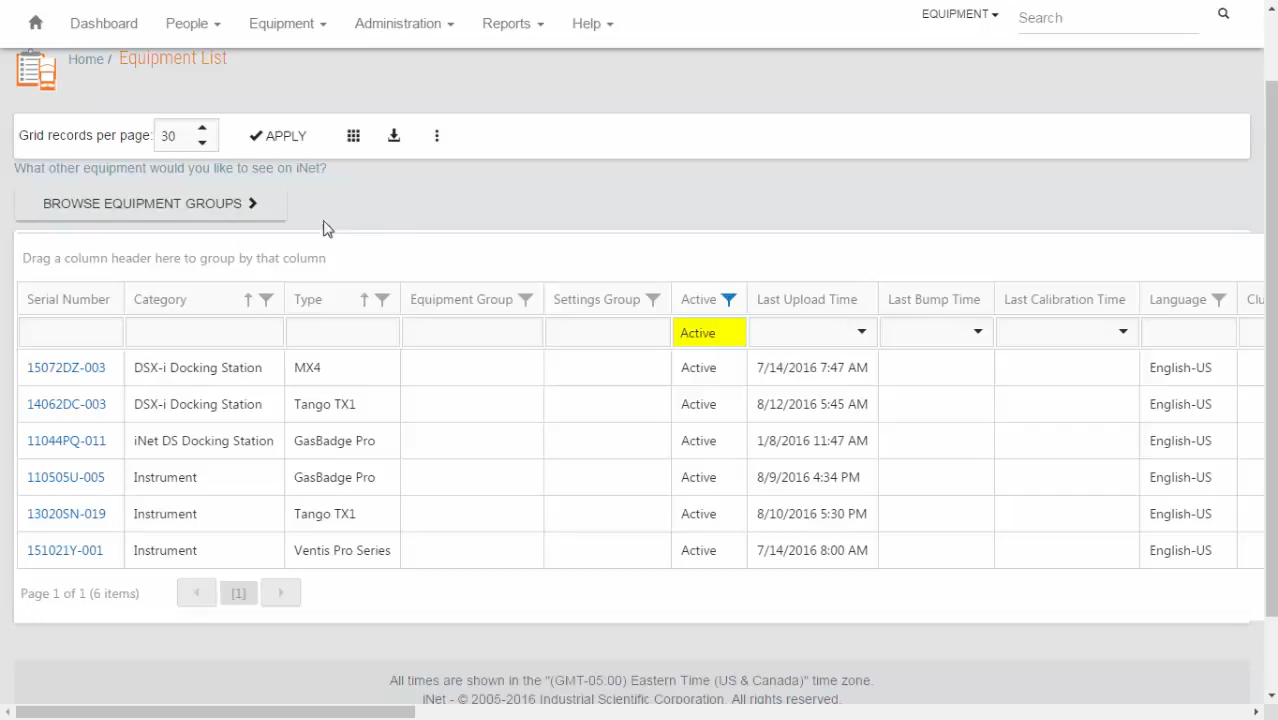 Dashboard People Equipment Administration Reports Help EQUIPMENT Search
Home / Equipment List
Grid records per page: 30 APPLY
What other equipment would you like to see on iNet?
BROWSE EQUIPMENT GROUPS
Drag a column header here to group by that column
Serial Number Category Type Equipment Group Settings Group Active Last Upload Time Last Bump Time Last Calibration Time Language Clu
Active
15072DZ-003 DSX-i Docking Station MX4 Active 7/14/2016 7:47 AM English-US
14062DC-003 DSX-i Docking Station Tango TX1 Active 8/12/2016 5:45 AM English-US
11044PQ-011 iNet DS Docking Station GasBadge Pro Active 1/8/2016 11:47 AM English-US
110505U-005 Instrument GasBadge Pro Active 8/9/2016 4:34 PM English-US
13020SN-019 Instrument Tango TX1 Active 8/10/2016 5:30 PM English-US
151021Y-001 Instrument Ventis Pro Series Active 7/14/2016 8:00 AM English-US
Page 1 of 1 (6 items) [1]
All times are shown in the "(GMT-05.00) Eastern Time (US & Canada)" time zone.
iNet - © 2005-2016 Industrial Scientific Corporation. All rights reserved.